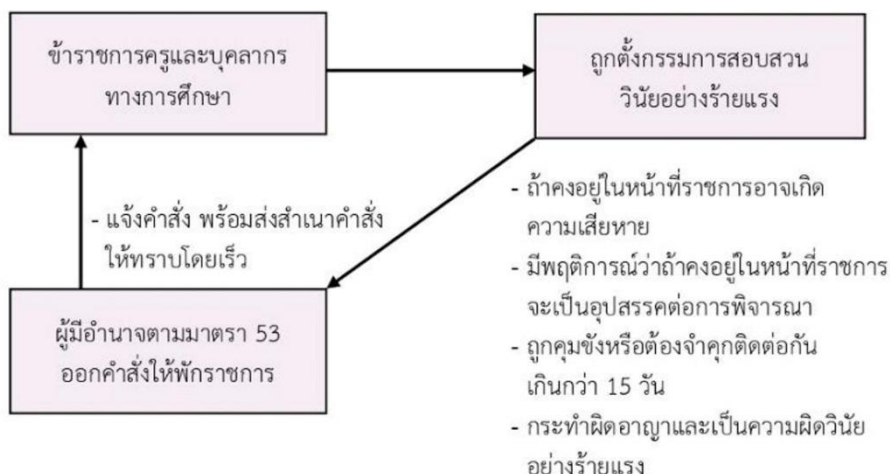 ข้าราชการครูและบุคลากร
ทางการศึกษา
ถูกตั้งกรรมการสอบสวน
วินัยอย่างร้ายแรง
- แจ้งคำสั่ง พร้อมส่งสำเนาคำสั่ง
ให้ทราบโดยเร็ว
ผู้มีอำนาจตามมาตรา 53
ออกคำสั่งให้พักราชการ
- ถ้าคงอยู่ในหน้าที่ราชการอาจเกิด
ความเสียหาย
- มีพฤติการณ์ว่าถ้าคงอยู่ในหน้าที่ราชการ
จะเป็นอุปสรรคต่อการพิจารณา
- ถูกคุมขังหรือต้องจำคุกติดต่อกัน
เกินกว่า 15 วัน
- กระทำผิดอาญาและเป็นความผิดวินัย
อย่างร้ายแรง